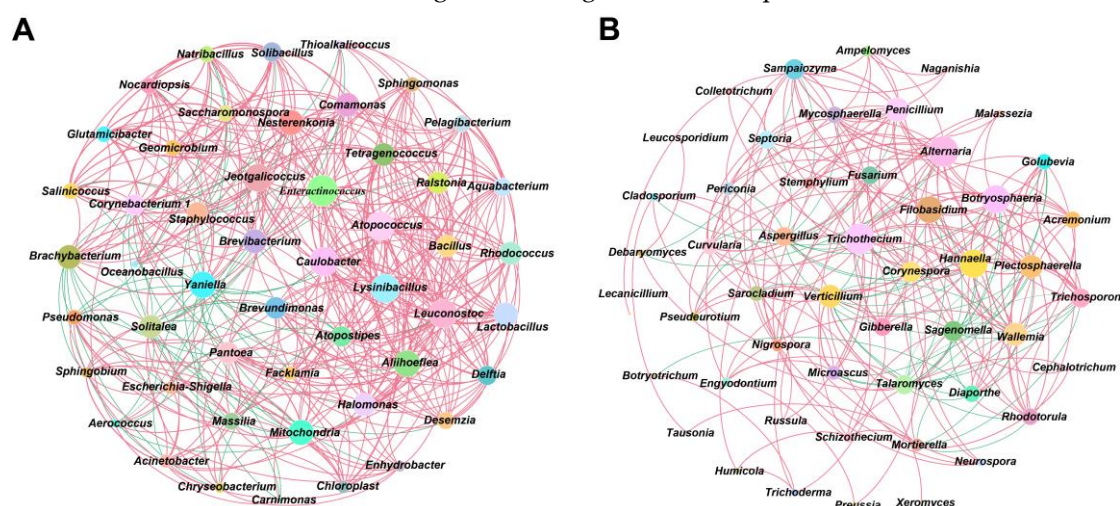 A
Thioalkalicoccus
Natribacillus
Solibacillus
Nocardiopsis
Sphingomonas
Saccharomonospora
Comamonas
Nesterenkonia
Pelagibacterium
Glutamicibacter
Geomicrobium
Tetragenococcus
Jeotgalicoccus
Enteractinococcus
Ralstonia
Aquabacterium
Salinicoccus
Corynebacterium 1
Staphylococcus
Atopococcus
Brevibacterium
Bacillus
Rhodococcus
Brachybacterium
Oceanobacillus
Caulobacter
Yaniella
Lysinibacillus
Brevundimonas
Leuconostoc
Lactobacillus
Pseudomonas
Solitalea
Atopostipes
Pantoea
Aliihoeflea
Sphingobium
Facklamia
Delftia
Escherichia-Shigella
Halomonas
Aerococcus
Massilia
Desemzia
Mitochondria
Acinetobacter
Enhydrobacter
Chryseobacterium
Chloroplast
Carnimonas
B
Ampelomyces
Sampaiozyma
Naganishia
Colletotrichum
Mycosphaerella
Penicillium
Malassezia
Leucosporidium
Septoria
Alternaria
Golubevia
Fusarium
Cladosporium
Periconia
Stemphylium
Botryosphaeria
Filobasidium
Acremonium
Aspergillus
Trichothecium
Debaryomyces
Curvularia
Hannaella
Corynespora
Plectosphaerella
Lecanicillium
Sarocladium
Verticillium
Trichosporon
Pseudeurotium
Gibberella
Sagenomella
Wallemia
Nigrospora
Cephalotrichum
Botryotrichum
Engyodontium
Microascus
Talaromyces
Diaporthe
Russula
Rhodotorula
Tausonia
Schizothecium
Mortierella
Humicola
Neurospora
Trichoderma
Preussia
Xeromyces